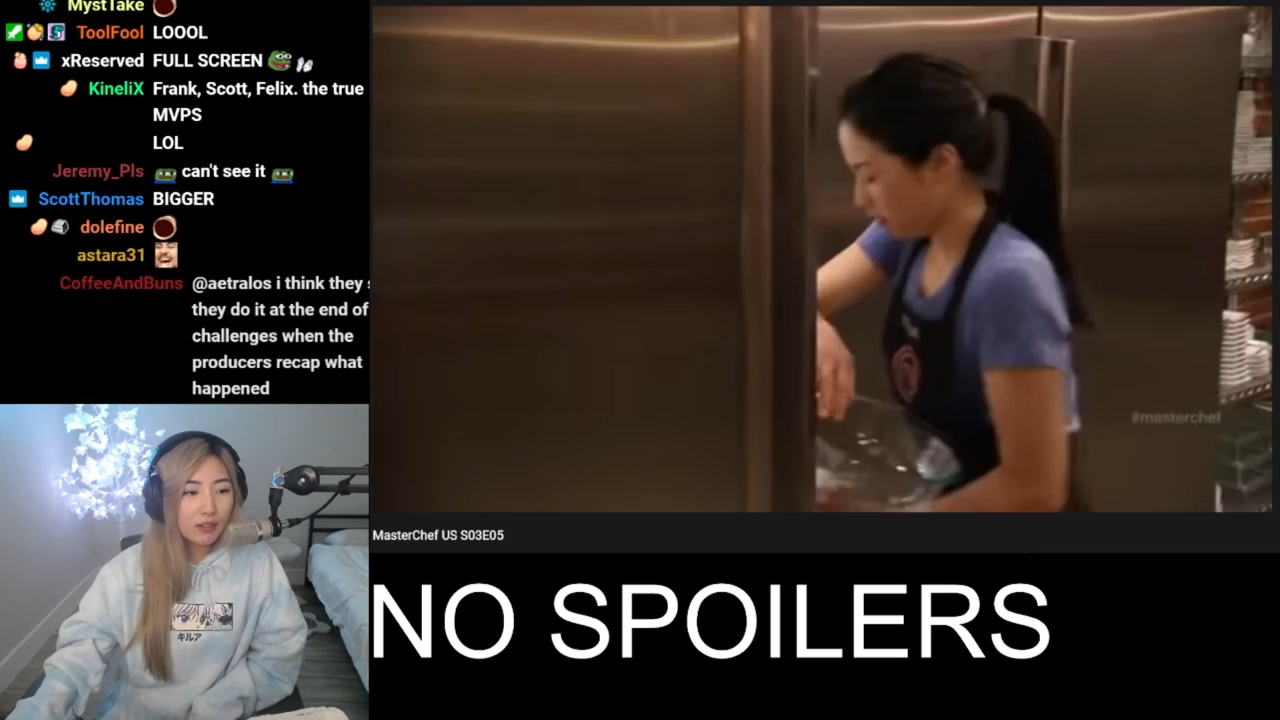 MystTake
ToolFool LOOOL
xReserved FULL SCREEN
KineliX Frank, Scott, Felix. the true
MVPS
LOL
Jeremy_Pls can't see it
ScottThomas BIGGER
dolefine
astara31
CoffeeAndBuns @aetralos i think they
they do it at the end of
challenges when the
producers recap what
happened
#masterchef
MasterChef US S03E05
NO SPOILERS
キルア